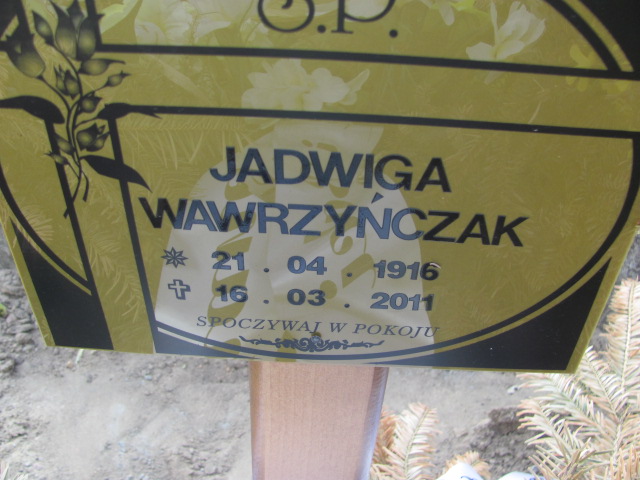 Ś.P.
JADWIGA
WAWRZYŃCZAK
21 . 04 . 1916
16 . 03 . 2011
SPOCZYWAJ W POKOJU